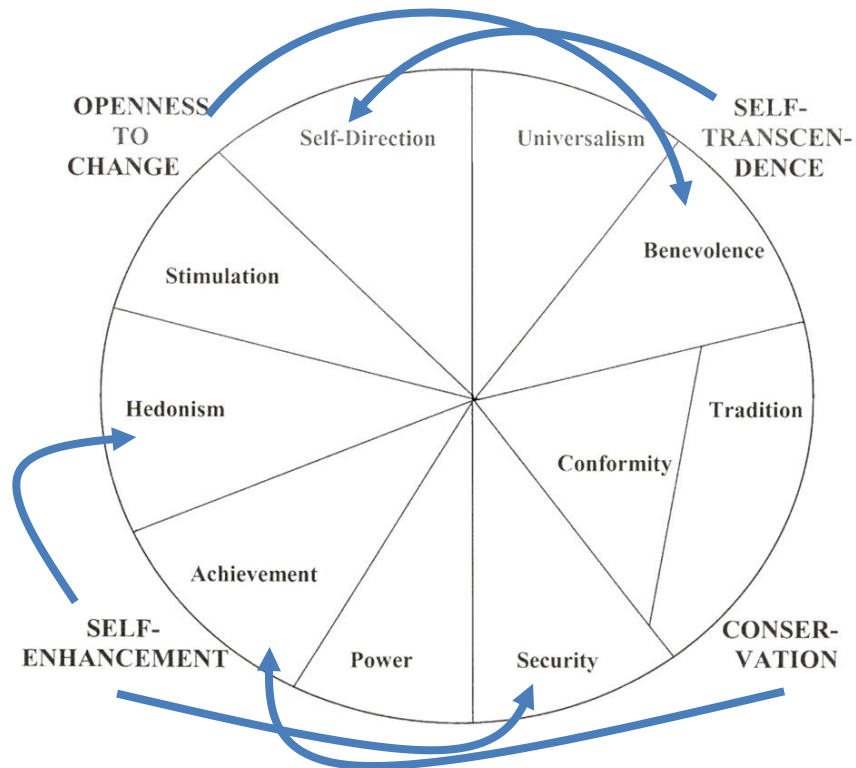 OPENNESS
TO
CHANGE
SELF-
TRANSCEN-
DENCE
Self-Direction
Universalism
Stimulation
Benevolence
Hedonism
Tradition
Conformity
Achievement
SELF-
ENHANCEMENT
Power
Security
CONSER-
VATION